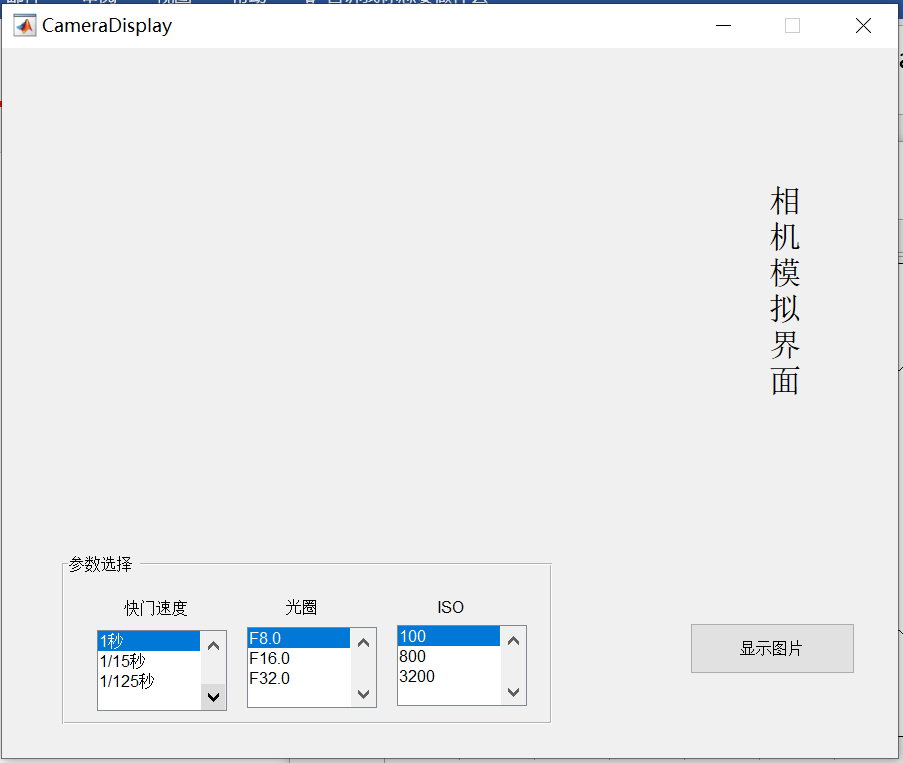 CameraDisplay
相机模拟界面
参数选择
快门速度
光圈
ISO
1秒
1/15秒
1/125秒
F8.0
F16.0
F32.0
100
800
3200
显示图片